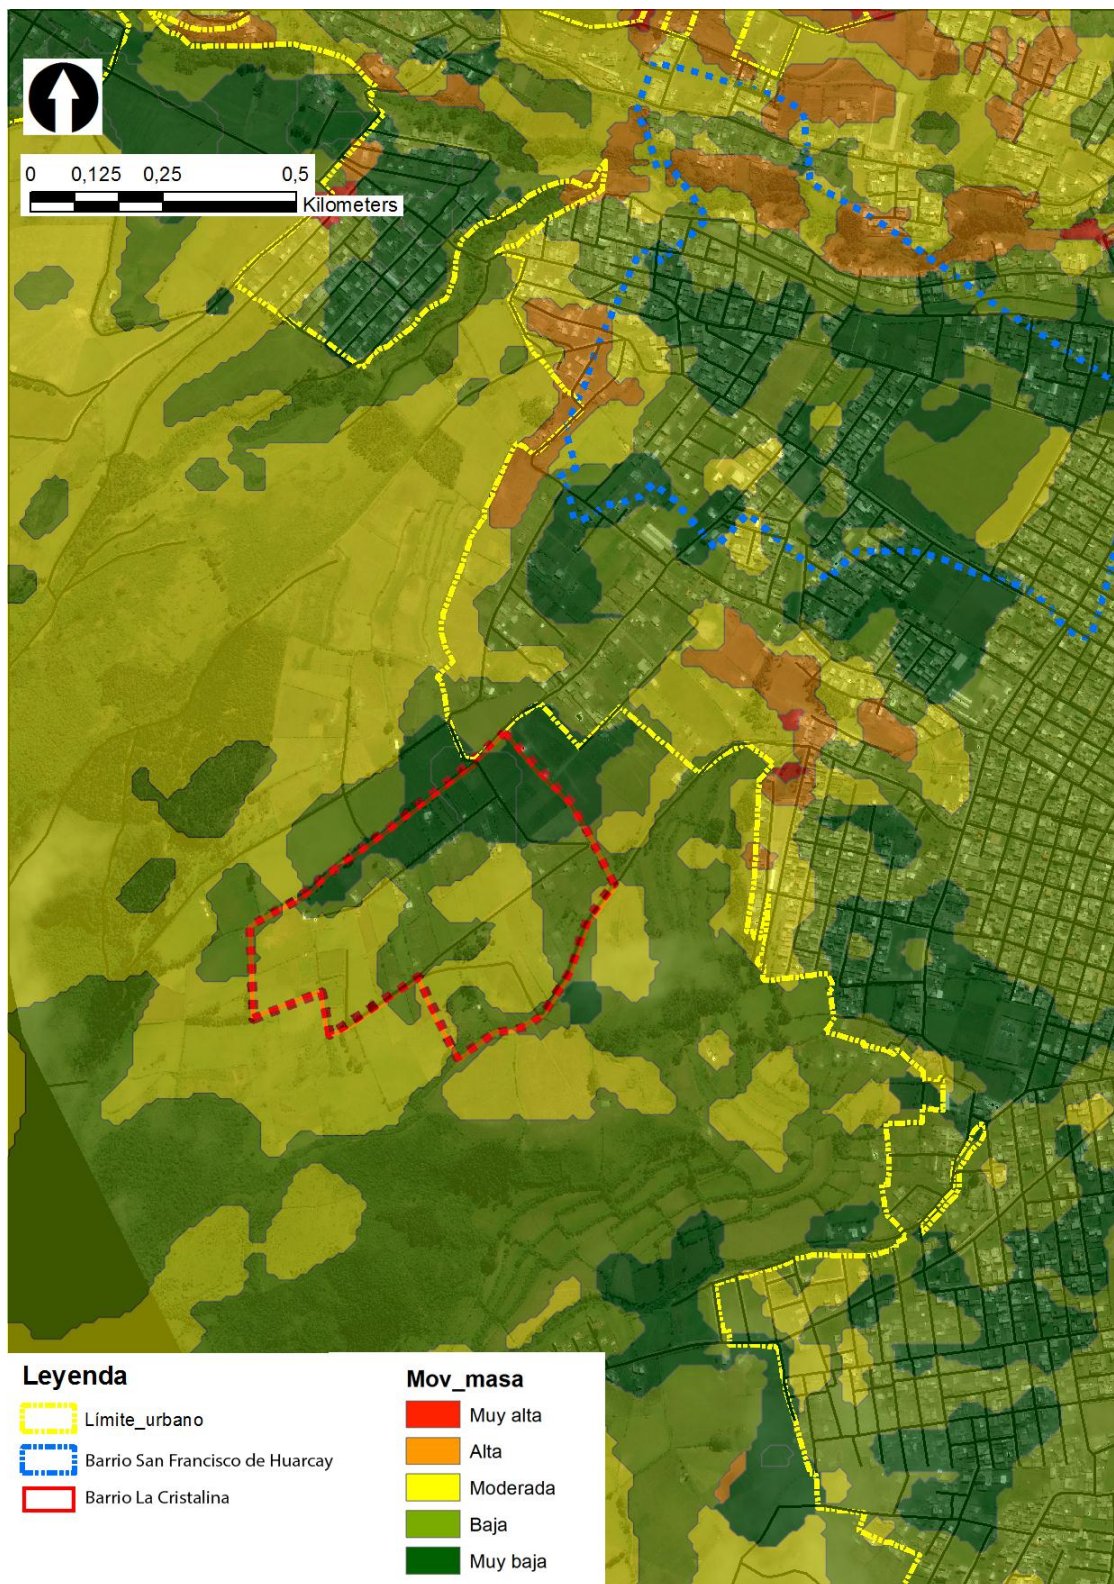 0 0,125 0,25 0,5
Kilometers
Leyenda
Límite_urbano
Barrio San Francisco de Huarcay
Barrio La Cristalina
Mov_masa
Muy alta
Alta
Moderada
Baja
Muy baja